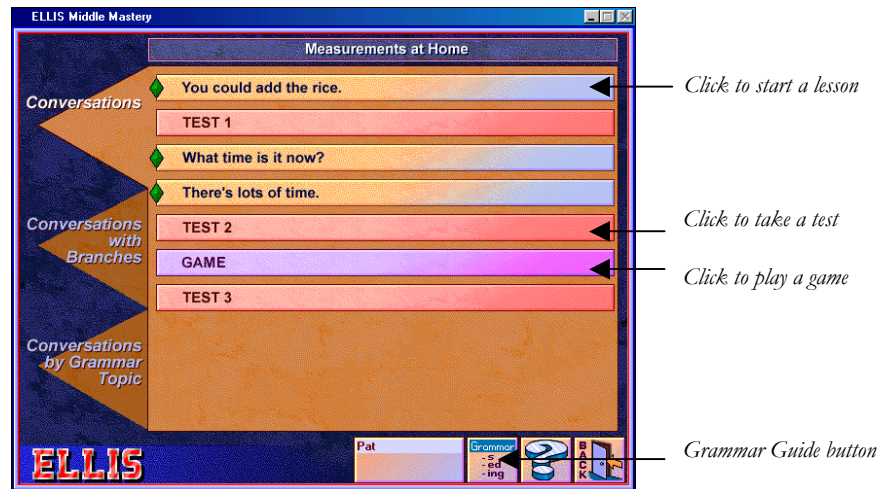 ELLIS Middle Mastery
Measurements at Home
Conversations
You could add the rice.
Click to start a lesson
TEST 1
What time is it now?
There's lots of time.
Conversations
with
Branches
TEST 2
Click to take a test
GAME
Click to play a game
TEST 3
Conversations
by Grammar
Topic
ELLIS
Pat
Grammar
- s
- ed
- ing
BACK
Grammar Guide button